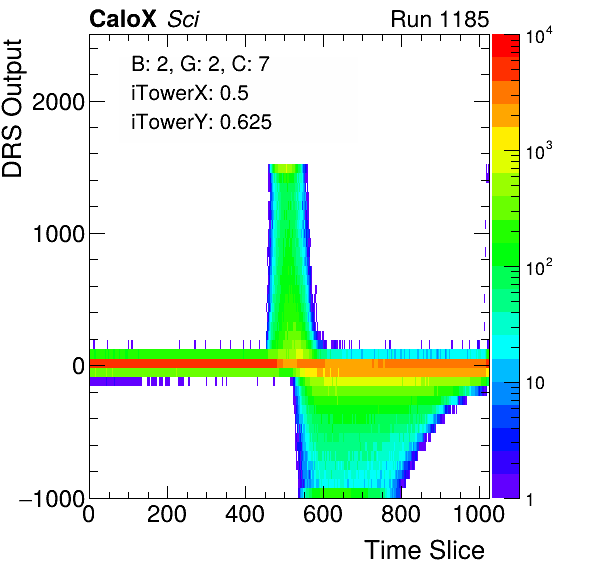 CaloX Sci Run 1185
B: 2, G: 2, C: 7
iTowerX: 0.5
iTowerY: 0.625
DRS Output
2000
1000
0
−1000
0 200 400 600 800 1000
Time Slice
10⁴
10³
10²
10
1